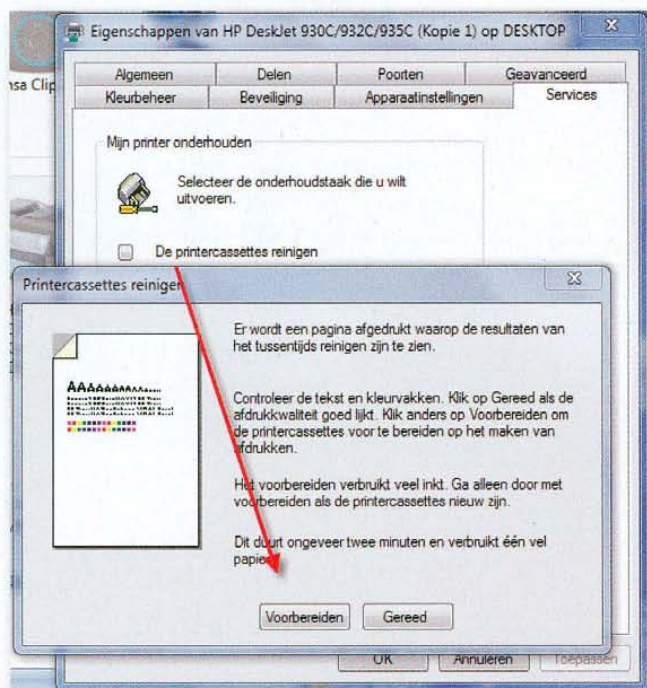 Eigenschappen van HP DeskJet 930C/932C/935C (Kopie 1) op DESKTOP
nsa Clip
Algemeen
Delen
Poorten
Geavanceerd
Kleurbeheer
Beveiliging
Apparaatinstellingen
Services
Mijn printer onderhouden
Selecteer de onderhoudstaak die u wilt
uitvoeren.
De printercassettes reinigen
Printercassettes reinigen
Er wordt een pagina afgedrukt waarop de resultaten van
het tussentijds reinigen zijn te zien.
Controleer de tekst en kleurvakken. Klik op Gereed als de
afdrukkwaliteit goed lijkt. Klik anders op Voorbereiden om
de printercassettes voor te bereiden op het maken van
afdrukken.
Het voorbereiden verbruikt veel inkt. Ga alleen door met
voorbereiden als de printercassettes nieuw zijn.
Dit duurt ongeveer twee minuten en verbruikt één vel
papier.
Voorbereiden
Gereed
OK
Annuleren
Toepassen